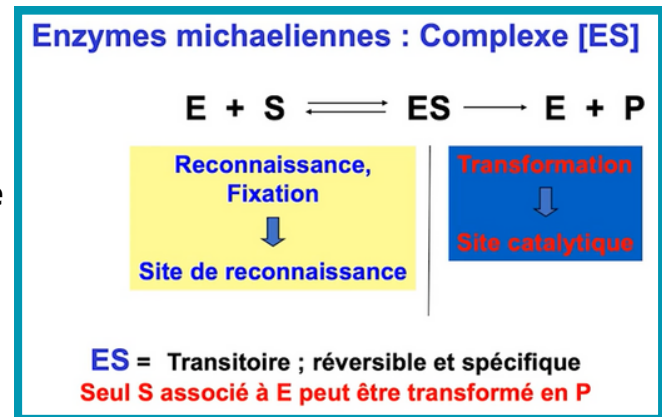 Enzymes michaeliennes : Complexe [ES]
E + S ⇌ ES → E + P
Reconnaissance,
Fixation
Site de reconnaissance
Transformation
Site catalytique
ES = Transitoire ; réversible et spécifique
Seul S associé à E peut être transformé en P